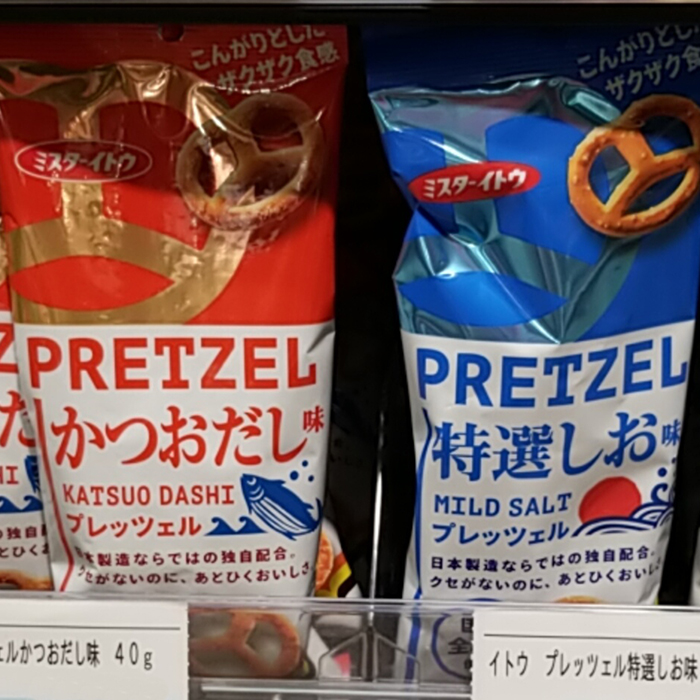 こんがりとした
ザクザク食感
ミスターイトウ
PRETZEL
かつおだし味
KATSUO DASHI
プレッツェル
日本製造ならではの独自配合。
クセがないのに、あとひくおいしさ
こんがりとした
ザクザク食感
ミスターイトウ
PRETZEL
特選しお味
MILD SALT
プレッツェル
日本製造ならではの独自配合。
クセがないのに、あとひくおいしさ
ェルかつおだし味 40g
イトウ プレッツェル特選しお味